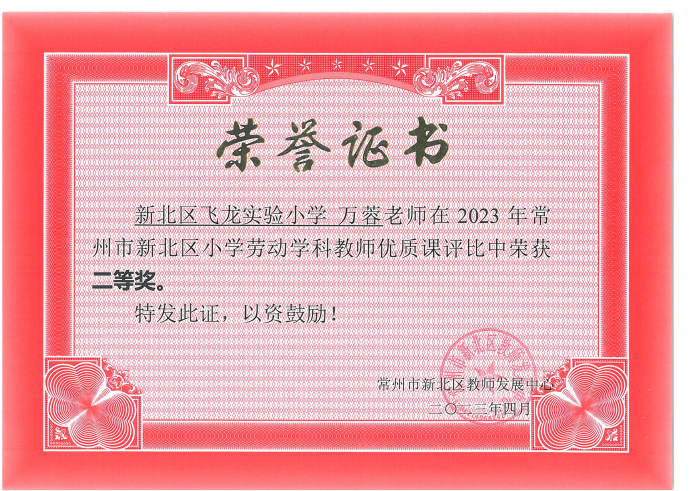 荣誉证书
新北区飞龙实验小学 万蓉老师在 2023 年常
州市新北区小学劳动学科教师优质课评比中荣获
二等奖。
特发此证，以资鼓励！
常州市新北区教师发展中心
二〇二三年四月